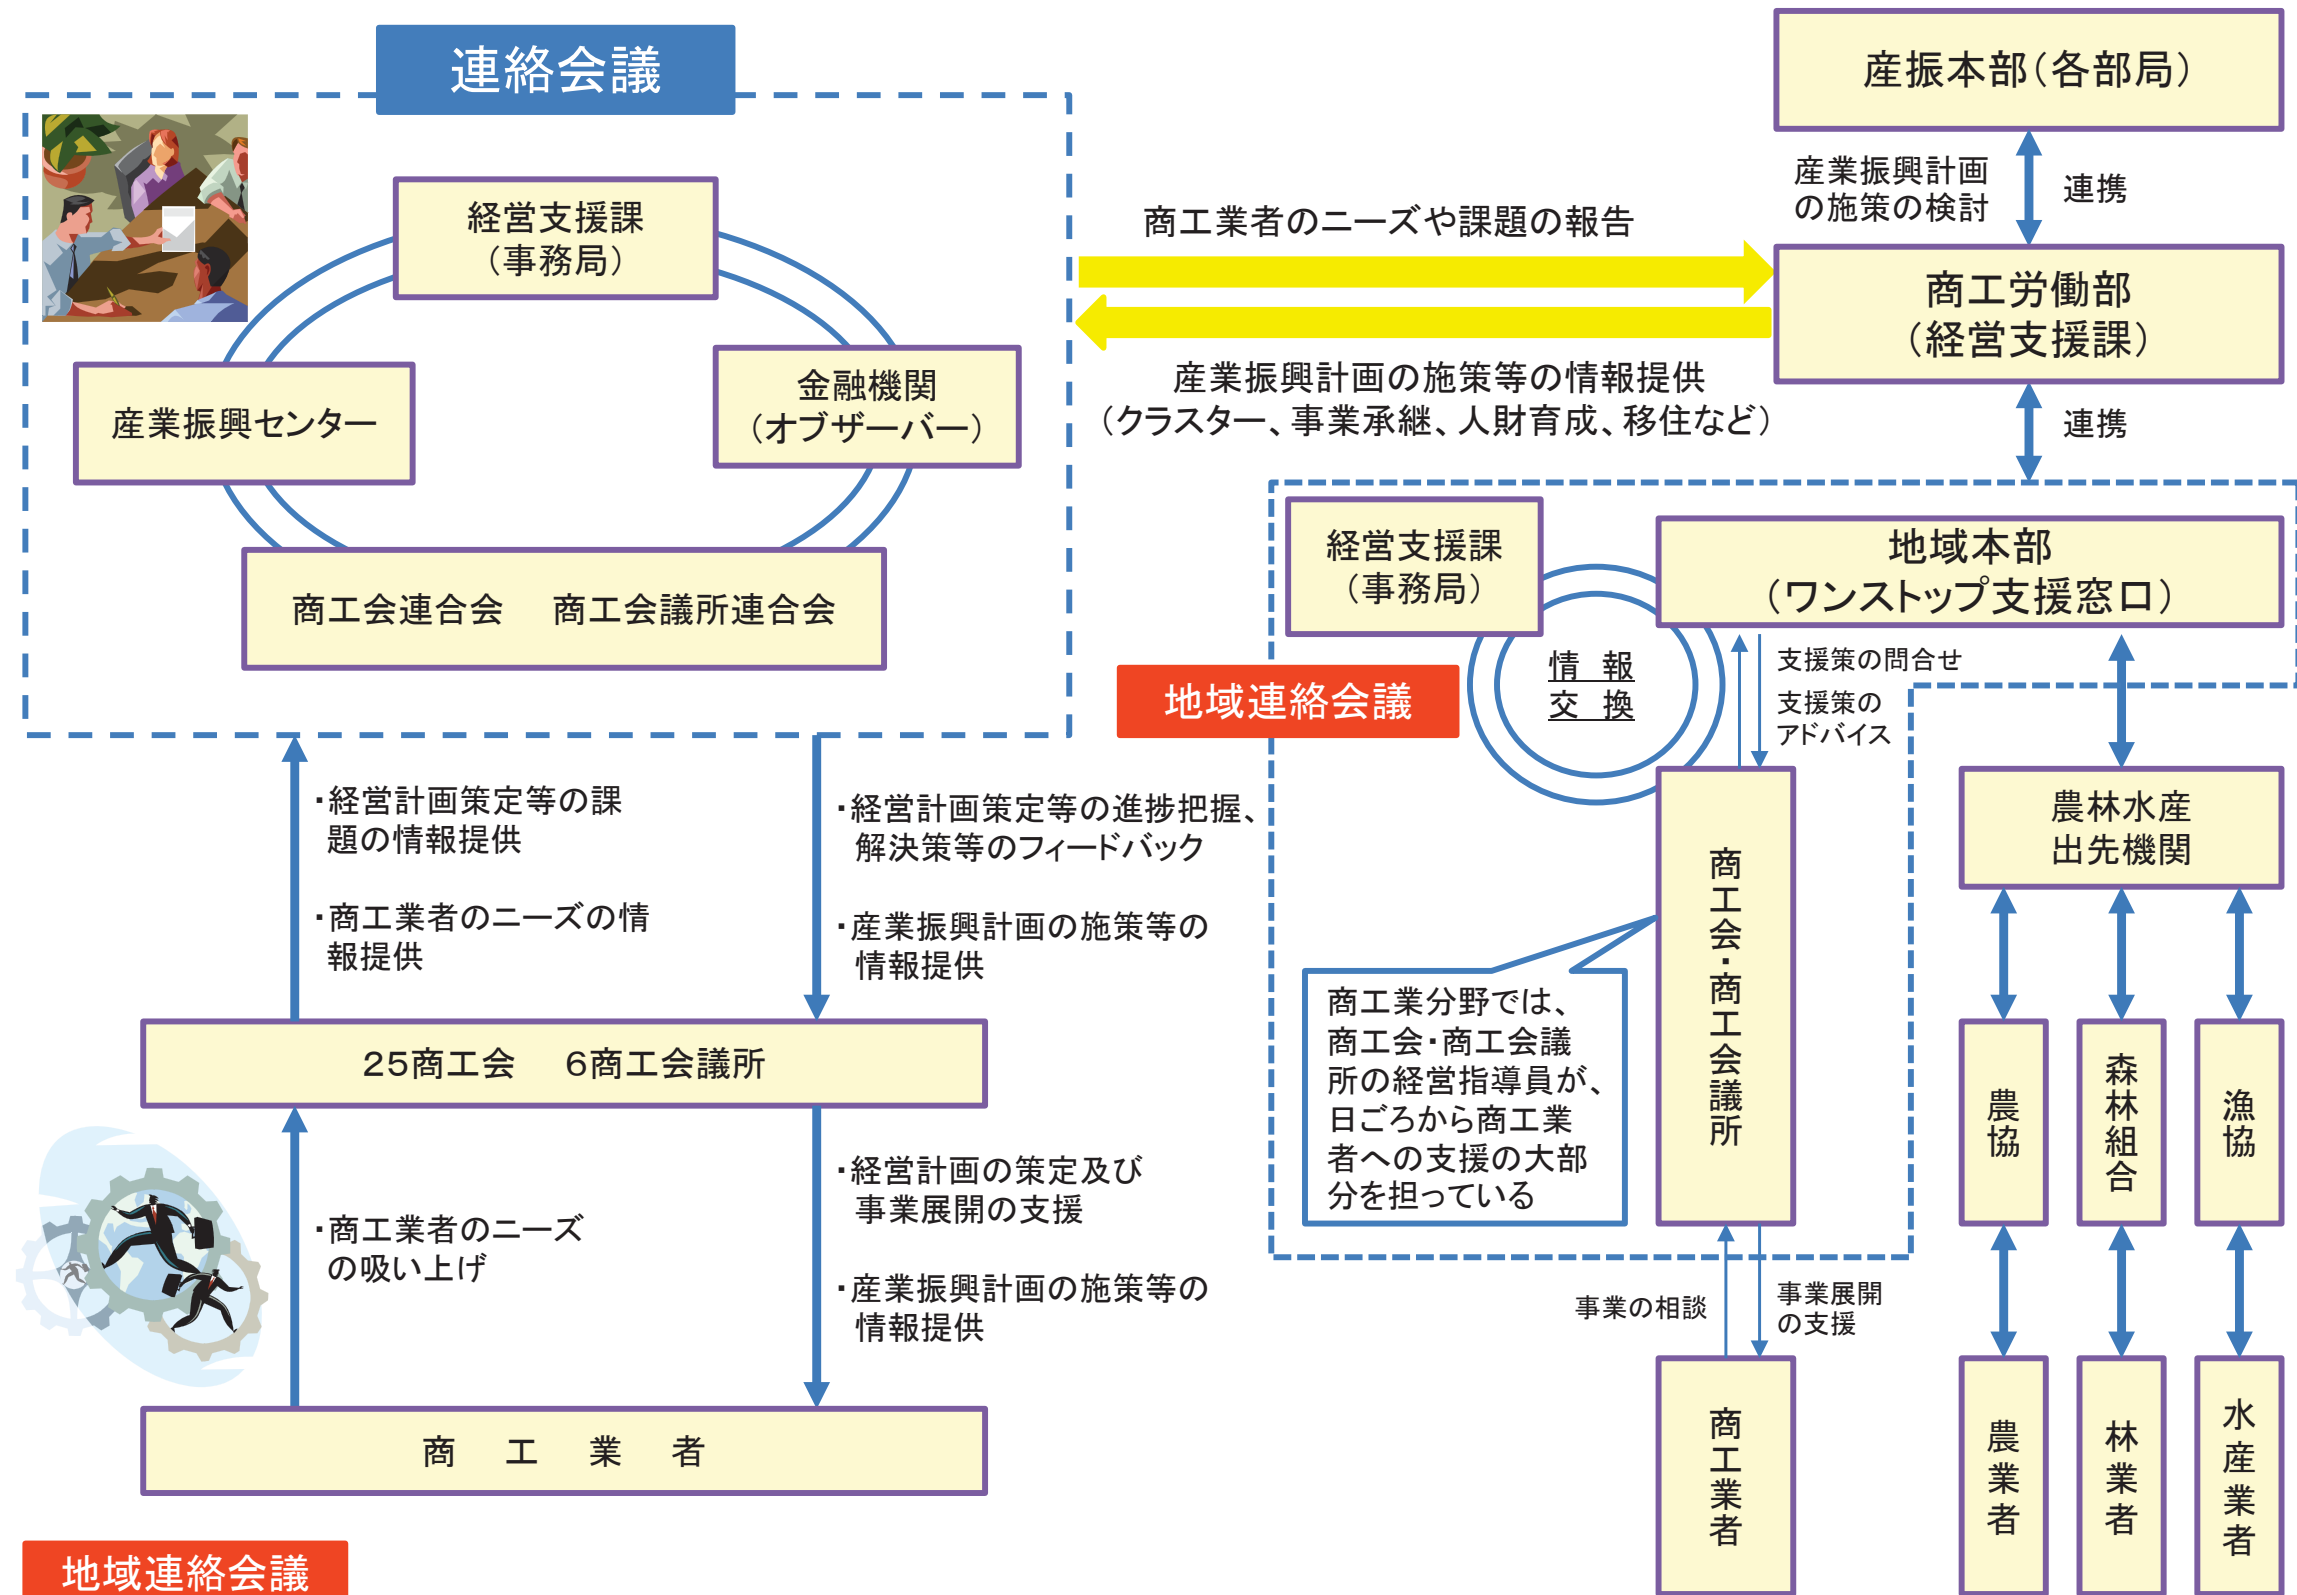 連絡会議
経営支援課
（事務局）
産業振興センター
金融機関
（オブザーバー）
商工会連合会　商工会議所連合会
商工業者のニーズや課題の報告
産業振興計画の施策等の情報提供
（クラスター、事業承継、人財育成、移住など）
産振本部（各部局）
産業振興計画
の施策の検討
連携
商工労働部
（経営支援課）
連携
経営支援課
（事務局）
地域本部
（ワンストップ支援窓口）
地域連絡会議
情　報
交　換
支援策の問合せ
支援策の
アドバイス
・経営計画策定等の課
題の情報提供
・商工業者のニーズの情
報提供
・経営計画策定等の進捗把握、
解決策等のフィードバック
・産業振興計画の施策等の
情報提供
25商工会　6商工会議所
・商工業者のニーズ
の吸い上げ
・経営計画の策定及び
事業展開の支援
・産業振興計画の施策等の
情報提供
商　工　業　者
商工会・商工会議所
商工業分野では、
商工会・商工会議
所の経営指導員が、
日ごろから商工業
者への支援の大部
分を担っている
事業の相談
事業展開
の支援
商工業者
農林水産
出先機関
農協
森林組合
漁協
農業者
林業者
水産業者
地域連絡会議